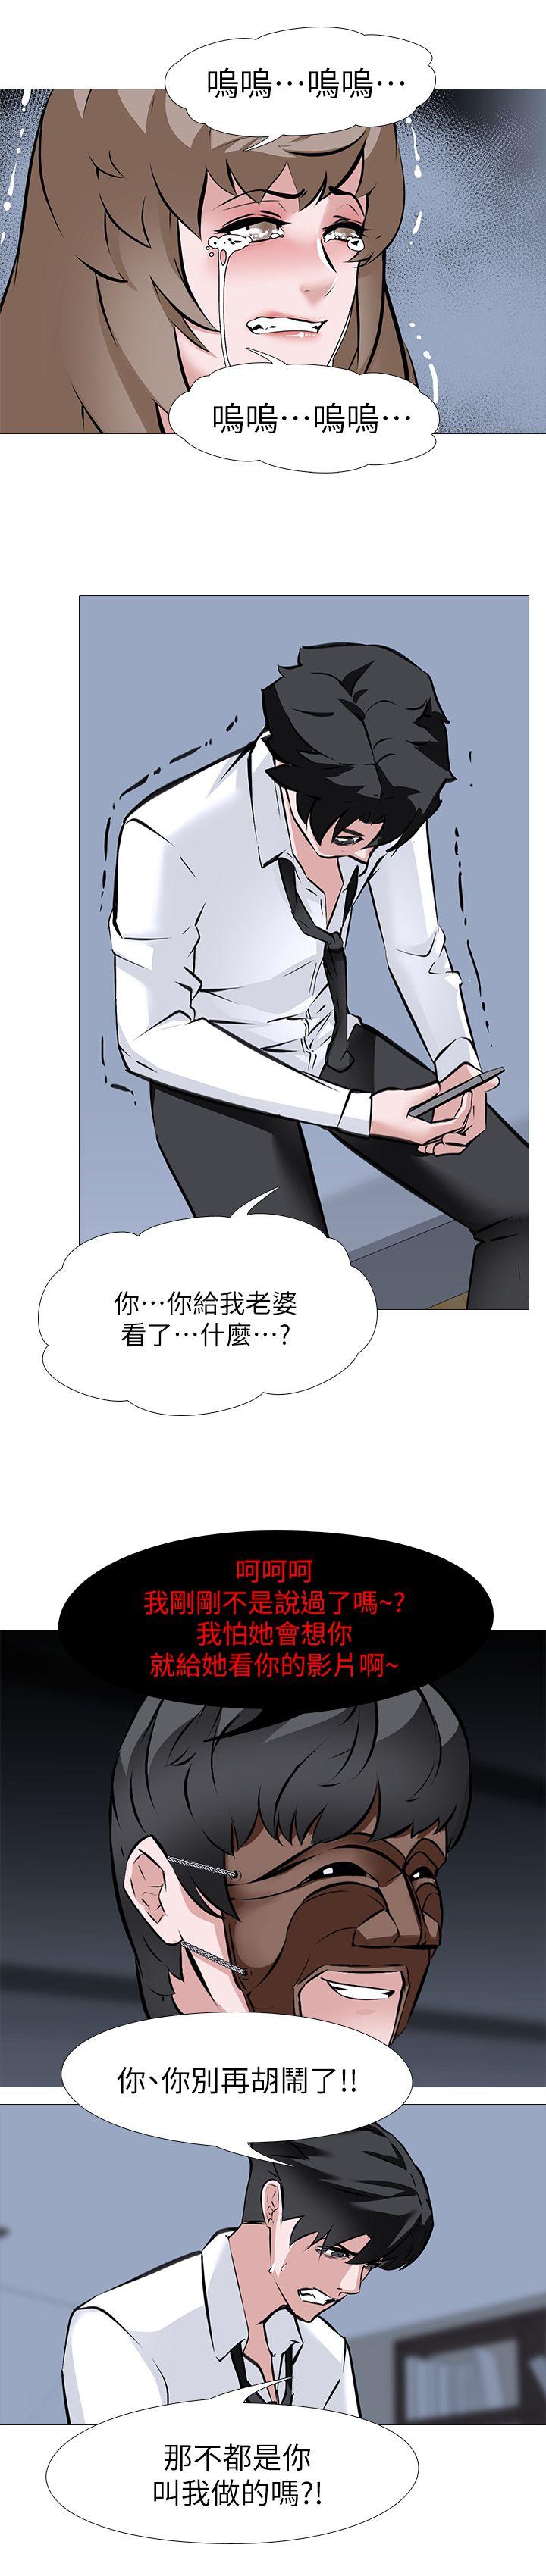 嗚嗚⋯嗚嗚⋯
嗚嗚⋯嗚嗚⋯
你⋯你給我老婆
看了⋯什麼⋯?
呵呵呵
我剛剛不是說過了嗎~?
我怕她會想你
就給她看你的影片啊~
你、你別再胡鬧了!!
那不都是你
叫我做的嗎?!